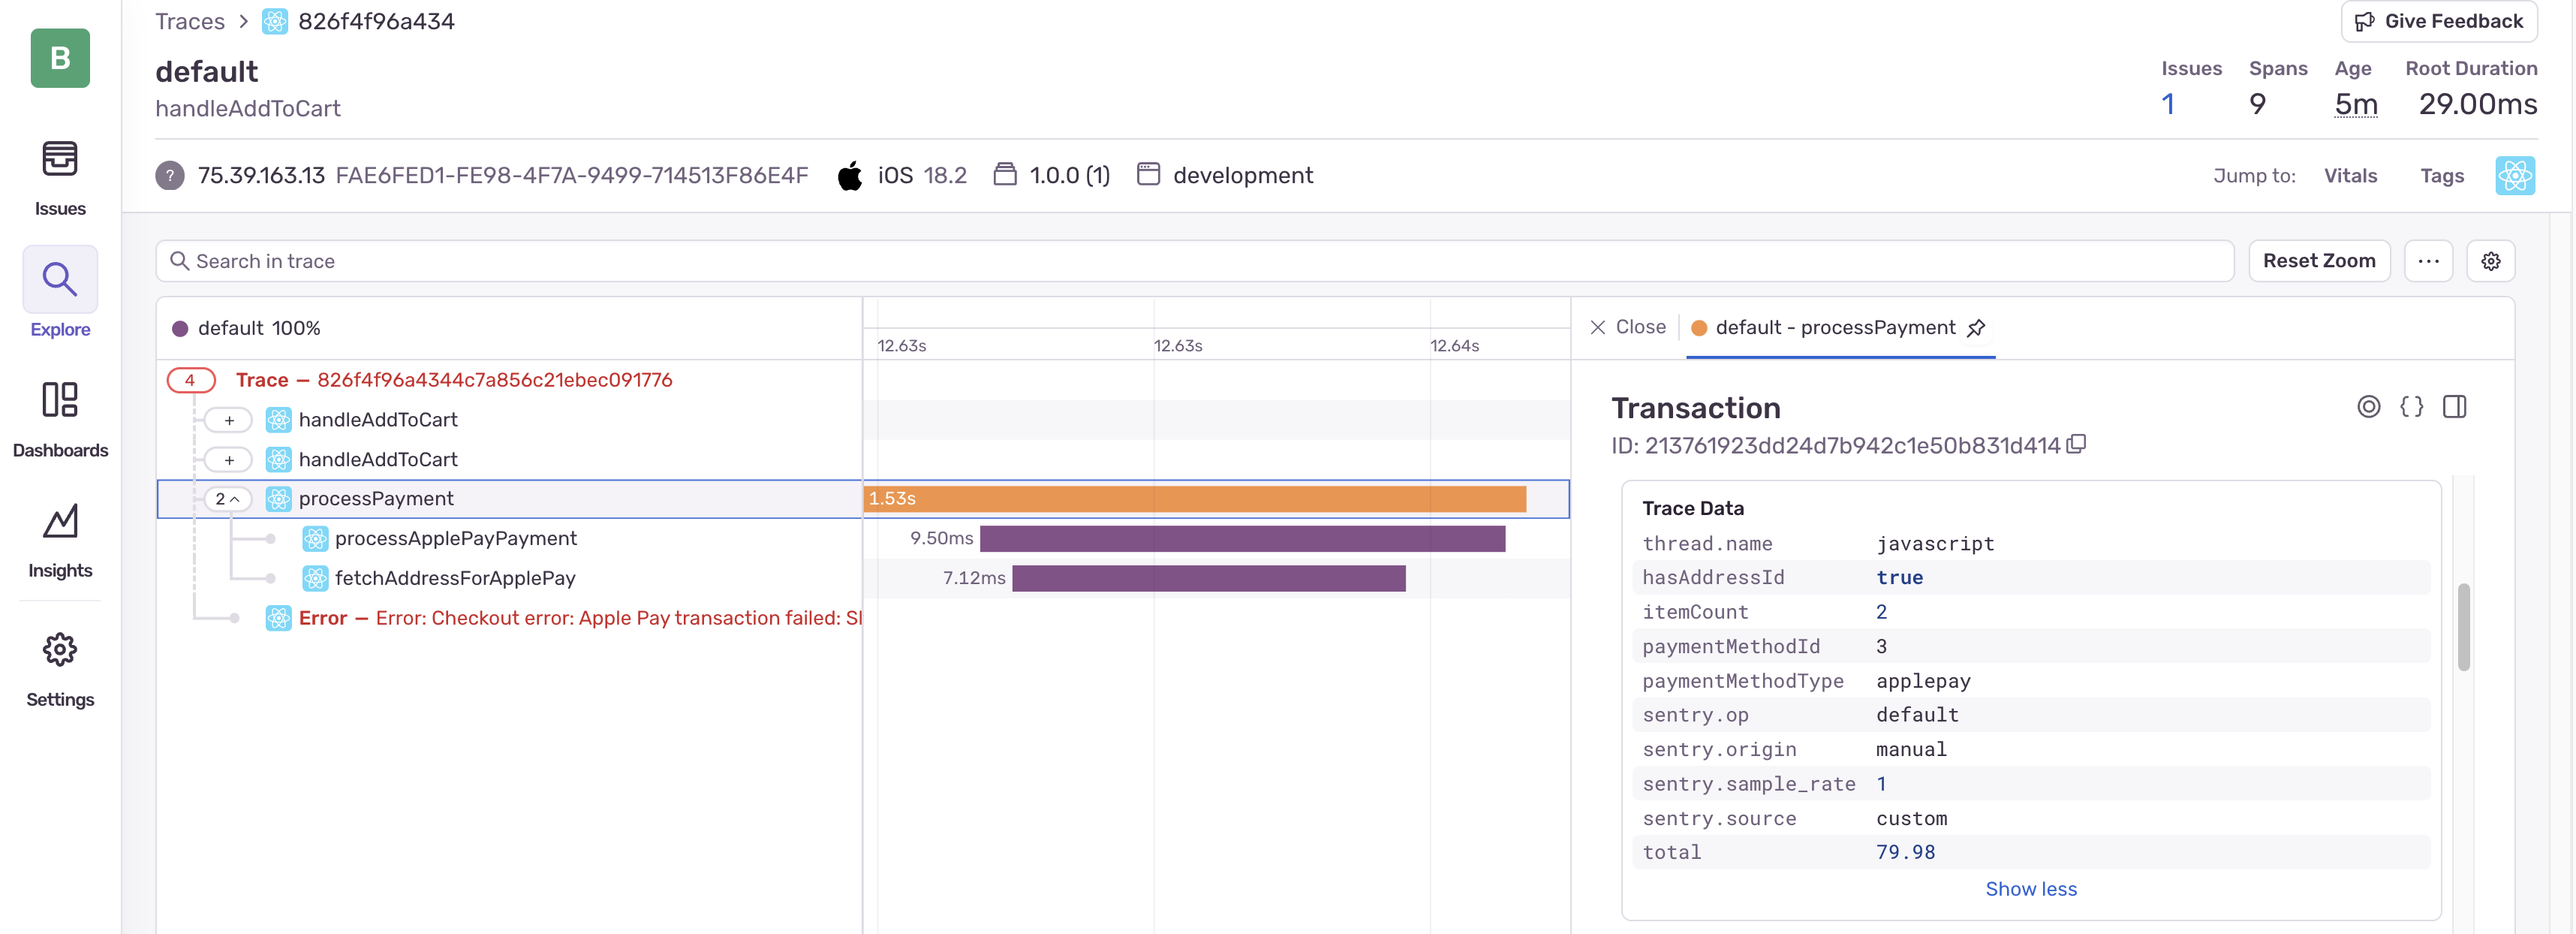 Traces > 826f4f96a434
Give Feedback
B
default
handleAddToCart
Issues Spans Age Root Duration
1 9 5m 29.00ms
? 75.39.163.13 FAE6FED1-FE98-4F7A-9499-714513F86E4F iOS 18.2 1.0.0 (1) development
Jump to: Vitals Tags
Issues
Explore
Dashboards
Insights
Settings
Search in trace
Reset Zoom
default 100%
12.63s 12.63s 12.64s
4 Trace — 826f4f96a4344c7a856c21ebec091776
+ handleAddToCart
+ handleAddToCart
2 processPayment 1.53s
processApplePayPayment 9.50ms
fetchAddressForApplePay 7.12ms
Error — Error: Checkout error: Apple Pay transaction failed:
Close default - processPayment
Transaction
ID: 213761923dd24d7b942c1e50b831d414
Trace Data
thread.name javascript
hasAddressId true
itemCount 2
paymentMethodId 3
paymentMethodType applepay
sentry.op default
sentry.origin manual
sentry.sample_rate 1
sentry.source custom
total 79.98
Show less